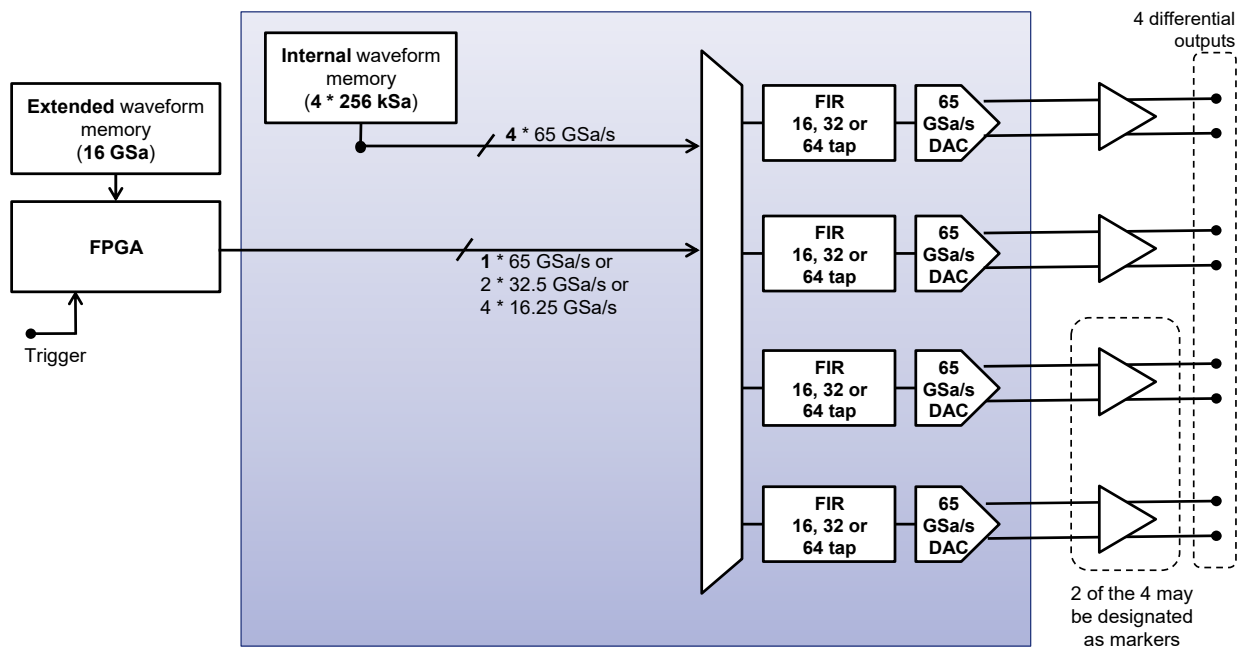 4 differential
outputs
Internal waveform
memory
(4 * 256 kSa)
Extended waveform
memory
(16 GSa)
4 * 65 GSa/s
FPGA
1 * 65 GSa/s or
2 * 32.5 GSa/s or
4 * 16.25 GSa/s
Trigger
FIR
16, 32 or
64 tap
65
GSa/s
DAC
FIR
16, 32 or
64 tap
65
GSa/s
DAC
FIR
16, 32 or
64 tap
65
GSa/s
DAC
FIR
16, 32 or
64 tap
65
GSa/s
DAC
2 of the 4 may
be designated
as markers